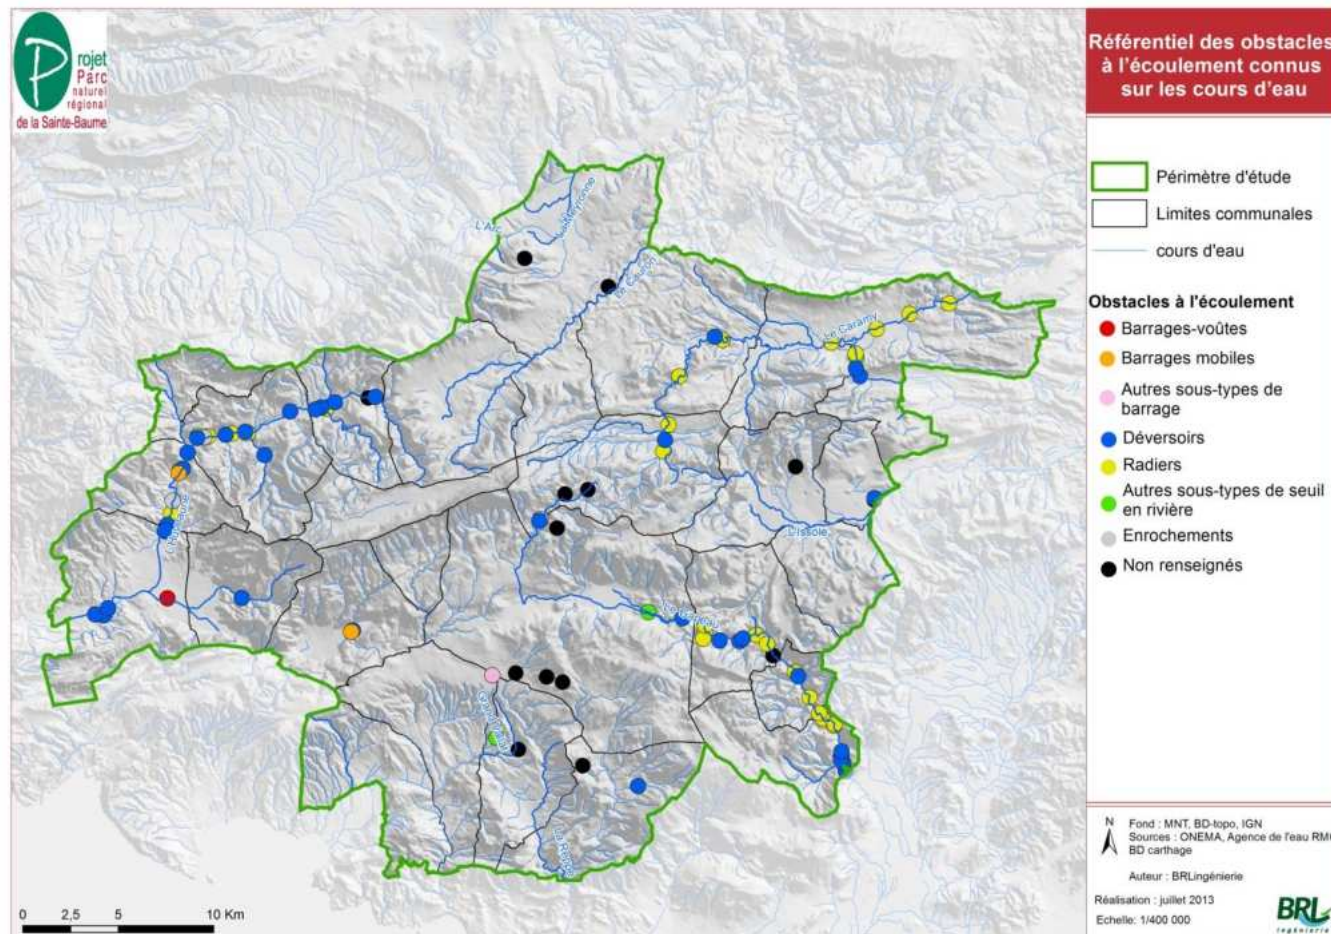 Projet
Parc
naturel
régional
de la Sainte-Baume
Référentiel des obstacles
à l'écoulement connus
sur les cours d'eau
Périmètre d'étude
Limites communales
cours d'eau
Obstacles à l'écoulement
Barrages-voûtes
Barrages mobiles
Autres sous-types de
barrage
Déversoirs
Radiers
Autres sous-types de seuil
en rivière
Enrochements
Non renseignés
L'Arc
Le Cauron
Le Caramy
L'Issole
N
Fond : MNT, BD-topo, IGN
Sources : ONEMA, Agence de l'eau
BD carthage
Auteur : BRLingénierie
Réalisation : juillet 2013
Echelle: 1/400 000
BRL
Ingénierie
0 2,5 5 10 Km